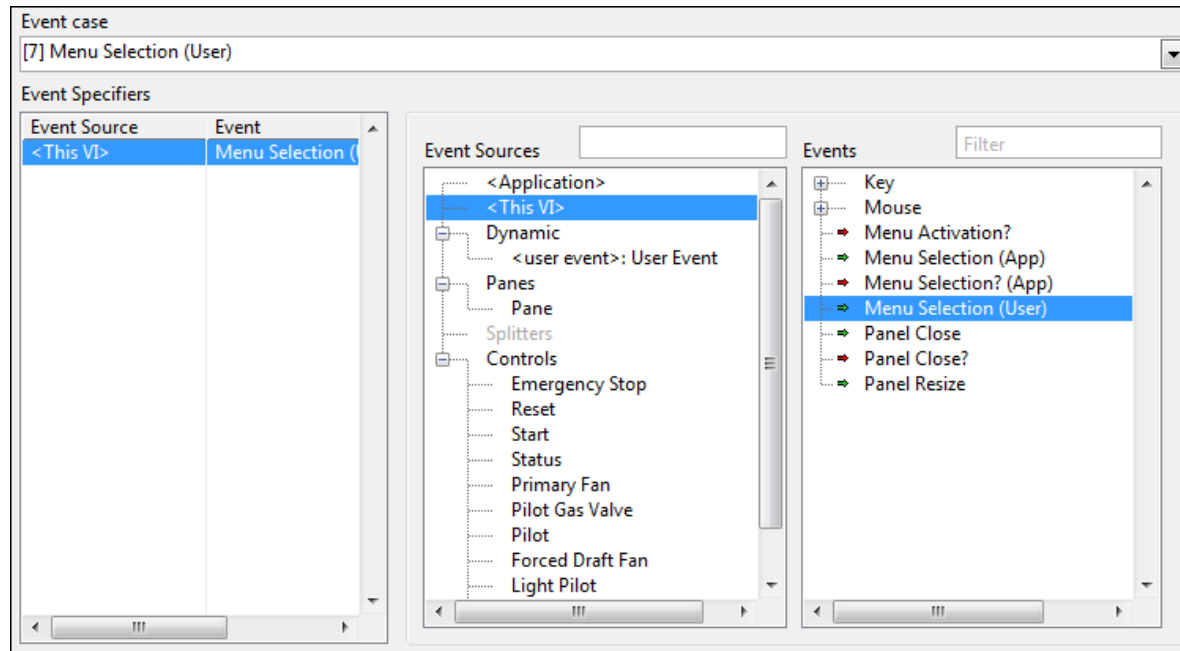 Event case
[7] Menu Selection (User)
Event Specifiers
Event Source Event
<This VI> Menu Selection (
Event Sources
<Application>
<This VI>
Dynamic
<user event>: User Event
Panes
Pane
Splitters
Controls
Emergency Stop
Reset
Start
Status
Primary Fan
Pilot Gas Valve
Pilot
Forced Draft Fan
Light Pilot
Events Filter
Key
Mouse
Menu Activation?
Menu Selection (App)
Menu Selection? (App)
Menu Selection (User)
Panel Close
Panel Close?
Panel Resize